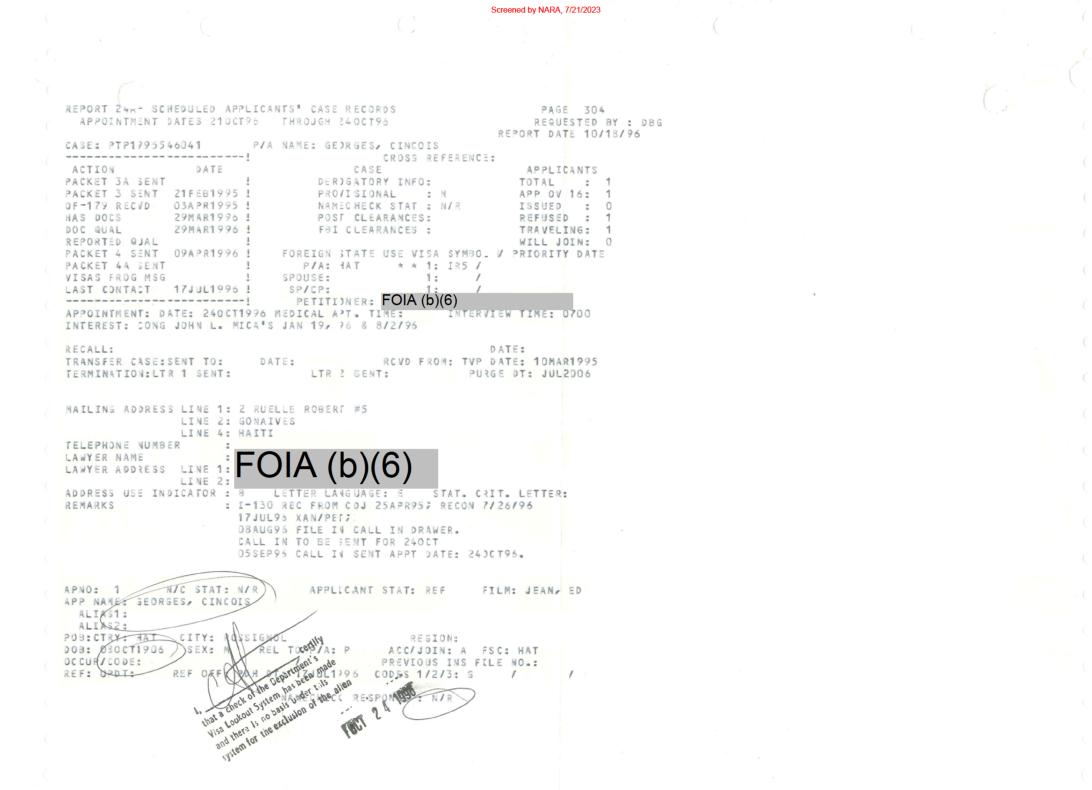 Screened by NARA, 7/21/2023
REPORT 24A- SCHEDULED APPLICANTS' CASE RECORDS PAGE 304
APPOINTMENT DATES 21OCT96 THROUGH 24OCT96 REQUESTED BY : DBG
REPORT DATE 10/18/96
CASE: PTP1795546041 P/A NAME: GEORGES, CINCOIS
-------------------------! CROSS REFERENCE:
ACTION DATE CASE APPLICANTS
PACKET 3A SENT ! DEROGATORY INFO: TOTAL : 1
PACKET 3 SENT 21FEB1995 ! PROVISIONAL : N APP OV 16: 1
OF-179 RECVD 03APR1995 ! NAMECHECK STAT : N/R ISSUED : 0
HAS DOCS 29MAR1996 ! POST CLEARANCES: REFUSED : 1
DOC QUAL 29MAR1996 ! FBI CLEARANCES : TRAVELING: 1
REPORTED QUAL ! WILL JOIN: 0
PACKET 4 SENT 09APR1996 ! FOREIGN STATE USE VISA SYMBOL / PRIORITY DATE
PACKET 4A SENT ! P/A: HAT * * 1: IR5 /
VISAS FROG MSG ! SPOUSE: 1: /
LAST CONTACT 17JUL1996 ! SP/CP: 1: /
-------------------------! PETITIONER: FOIA (b)(6)
APPOINTMENT: DATE: 24OCT1996 MEDICAL APT. TIME: INTERVIEW TIME: 0700
INTEREST: CONG JOHN L. MICA'S JAN 19, 96 & 8/2/96
RECALL: DATE:
TRANSFER CASE:SENT TO: DATE: RCVD FROM: TVP DATE: 10MAR1995
TERMINATION:LTR 1 SENT: LTR 2 SENT: PURGE DT: JUL2006
MAILING ADDRESS LINE 1: 2 RUELLE ROBERT #5
LINE 2: GONAIVES
LINE 4: HAITI
TELEPHONE NUMBER :
LAWYER NAME :
LAWYER ADDRESS LINE 1: FOIA (b)(6)
LINE 2:
ADDRESS USE INDICATOR : B LETTER LANGUAGE: E STAT. CRIT. LETTER:
REMARKS : I-130 REC FROM CDJ 25APR95; RECON 7/26/96
17JUL96 XAN/PET;
08AUG96 FILE IN CALL IN DRAWER.
CALL IN TO BE SENT FOR 24OCT
05SEP96 CALL IN SENT APPT DATE: 24OCT96.
APNO: 1 N/C STAT: N/R APPLICANT STAT: REF FILM: JEAN, ED
APP NAME: GEORGES, CINCOIS
ALIAS1:
ALIAS2:
POB:CTRY: HAT CITY: ROSSIGNOL REGION:
DOB: 03OCT1906 SEX: M REL TO P/A: P ACC/JOIN: A FSC: HAT
OCCUP/CODE: PREVIOUS INS FILE NO.:
REF: OPDT: REF OFF: DT: 17JUL1996 CODES 1/2/3: G / /
NAMECHECK RESPONSE: N/R
I, certify
that a check of the Department's
Visa Lookout System has been made
and there is no basis under this
system for the exclusion of the alien
OCT 24 1996